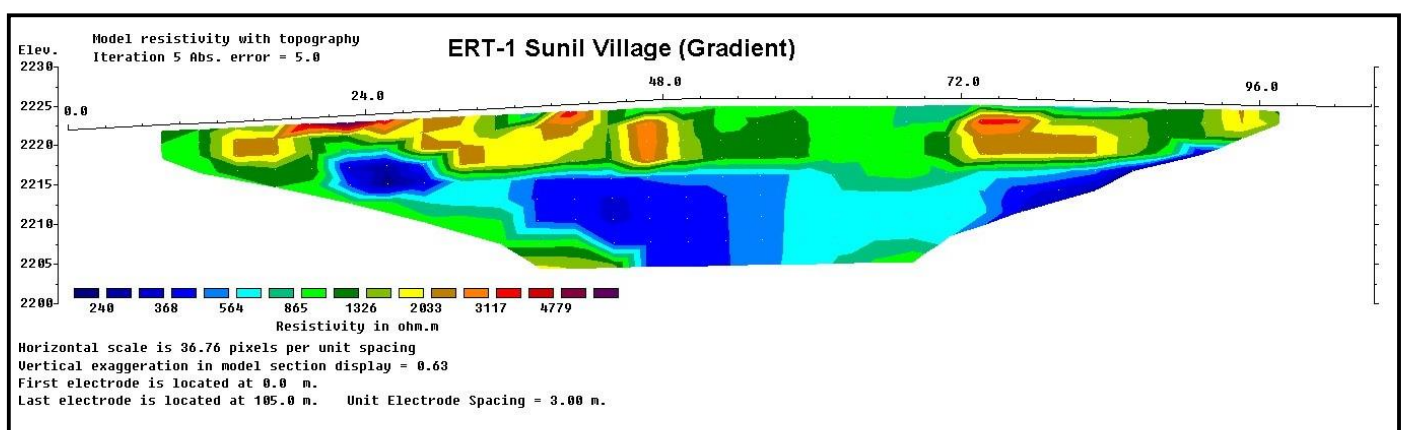 Model resistivity with topography
ERT-1 Sunil Village (Gradient)
Elev.
Iteration 5 Abs. error = 5.0
2230
48.0
72.0
24.0
96.0
2225
0.0
2220
2215
2210
2205
2200
240 368 564 865 1326 2033 3117 4779
Resistivity in ohm.m
Horizontal scale is 36.76 pixels per unit spacing
Vertical exaggeration in model section display = 0.63
First electrode is located at 0.0 m.
Last electrode is located at 105.0 m. Unit Electrode Spacing = 3.00 m.